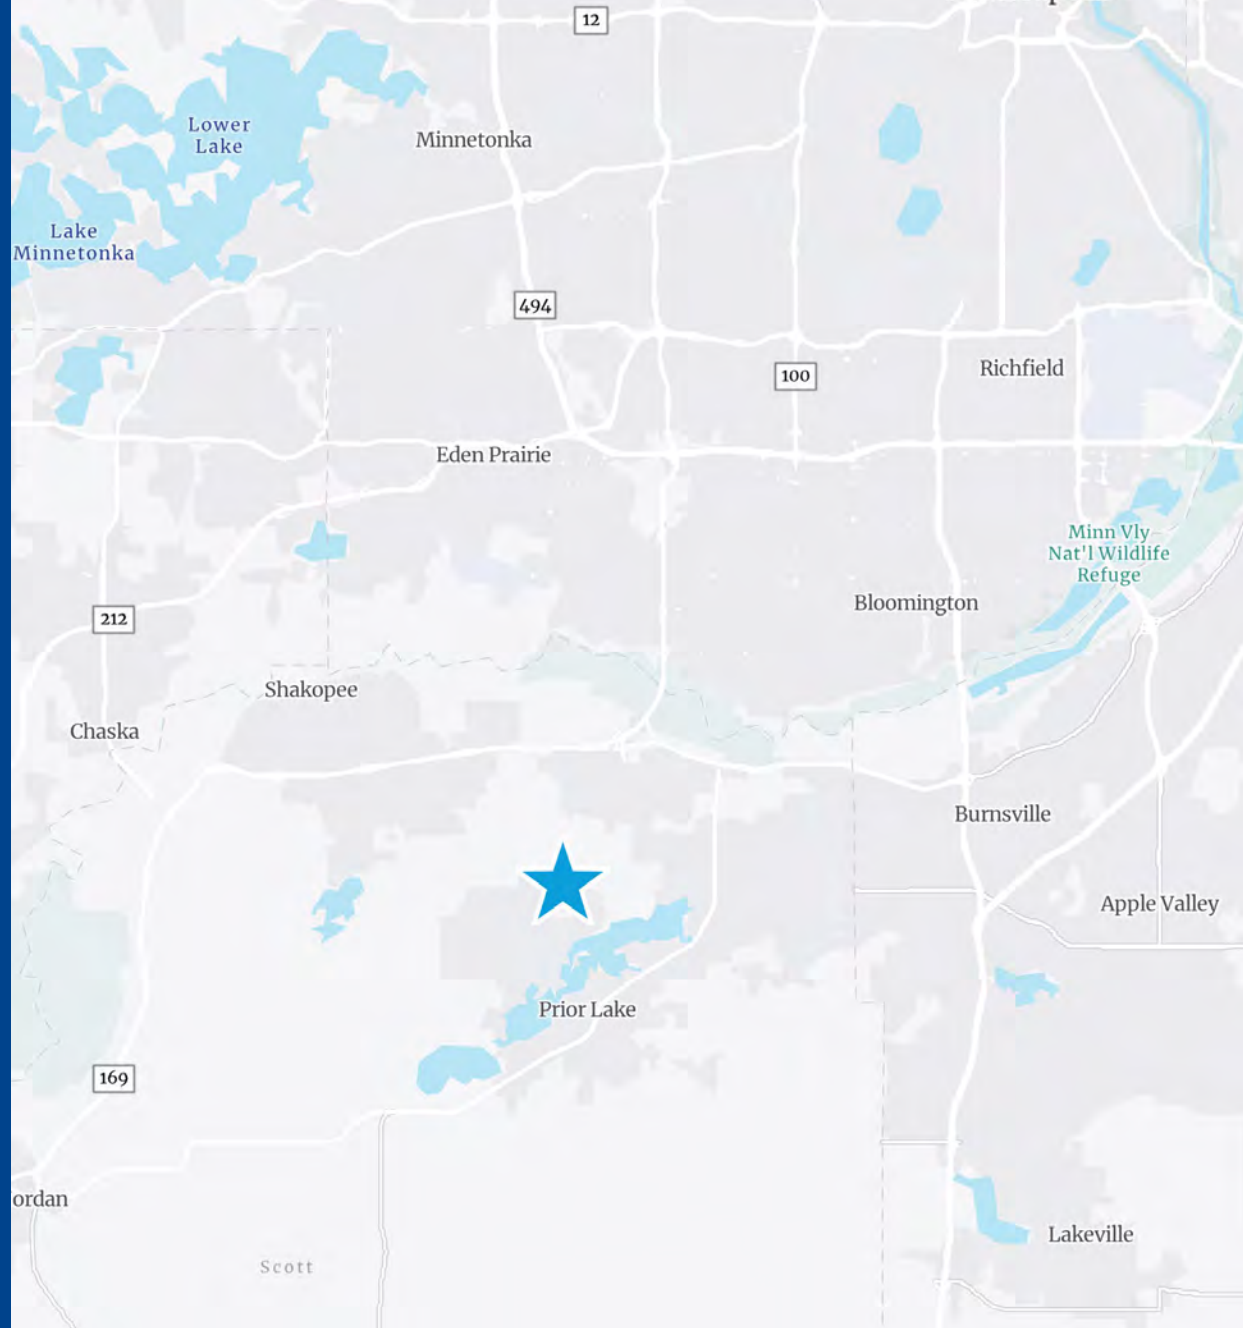 12
Lower
Lake
Minnetonka
Lake
Minnetonka
494
100
Richfield
Eden Prairie
Minn Vly
Nat'l Wildlife
Refuge
Bloomington
212
Shakopee
Chaska
Burnsville
Apple Valley
Prior Lake
169
ordan
Lakeville
Scott